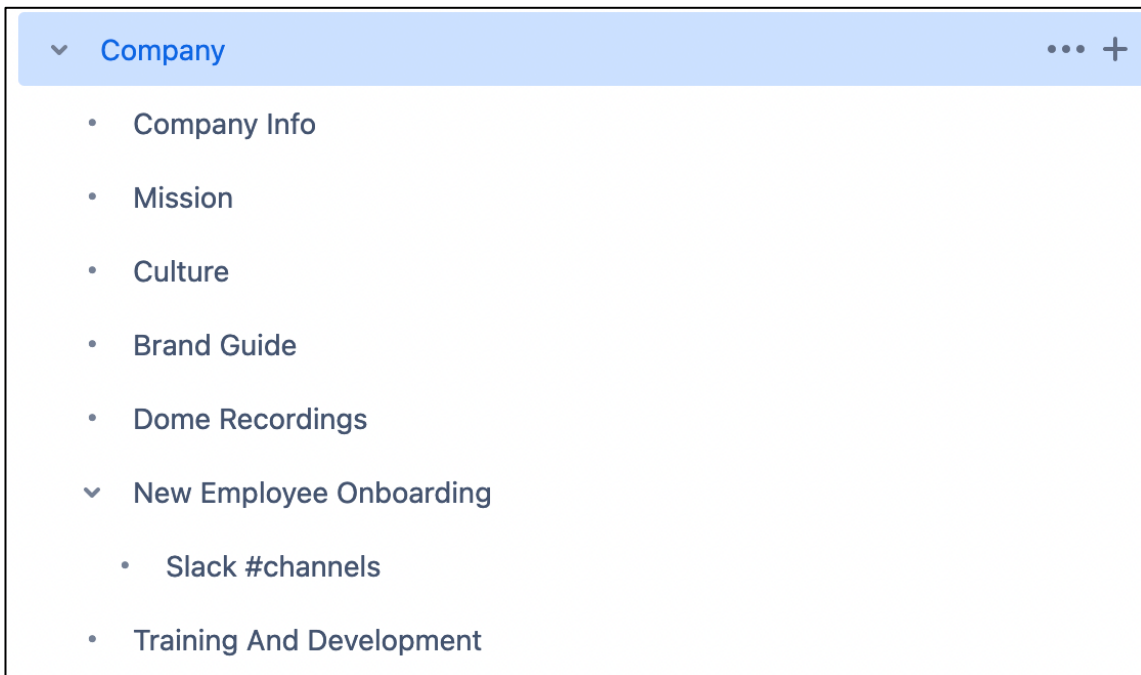 Company
Company Info
Mission
Culture
Brand Guide
Dome Recordings
New Employee Onboarding
Slack #channels
Training And Development